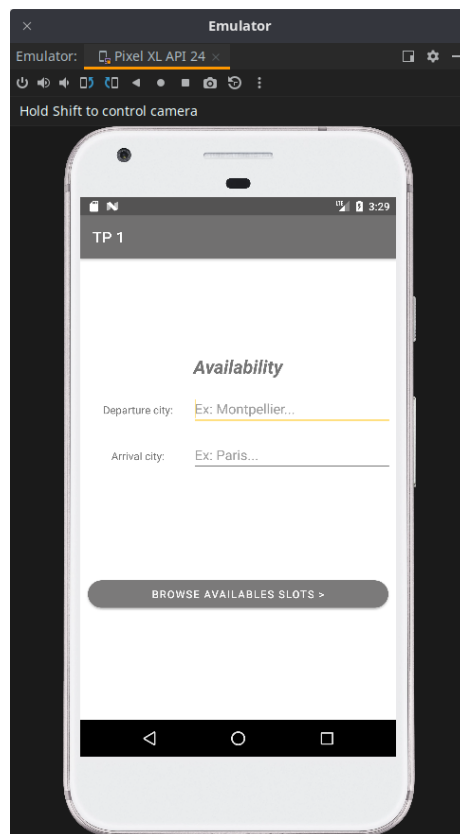 Emulator
Emulator: Pixel XL API 24
Hold Shift to control camera
LTE 3:29
TP 1
Availability
Departure city: Ex: Montpellier...
Arrival city: Ex: Paris...
BROWSE AVAILABLES SLOTS >